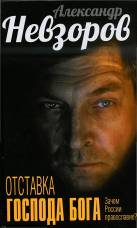 Александр
Невзоров
ОТСТАВКА
ГОСПОДА БОГА
Зачем
России
православие?